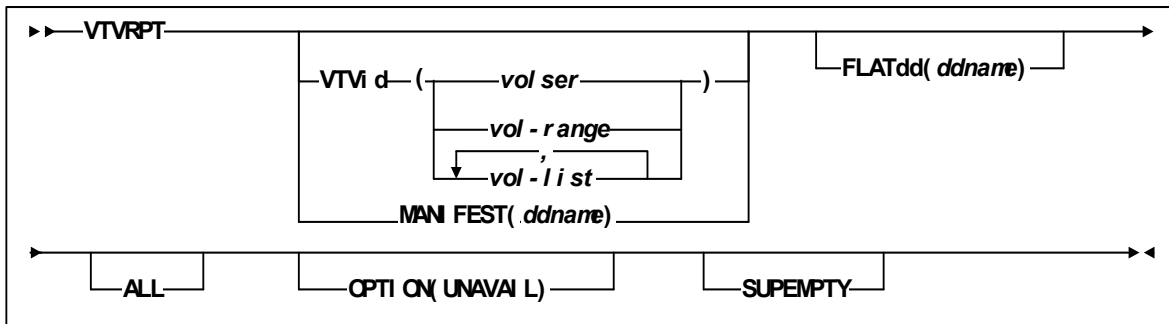 VTVRPT
VTVid ( volser )
vol-range
,
vol-list
MANIFEST( ddname)
FLATdd( ddname)
ALL
OPTION(UNAVAIL)
SUPEMPTY